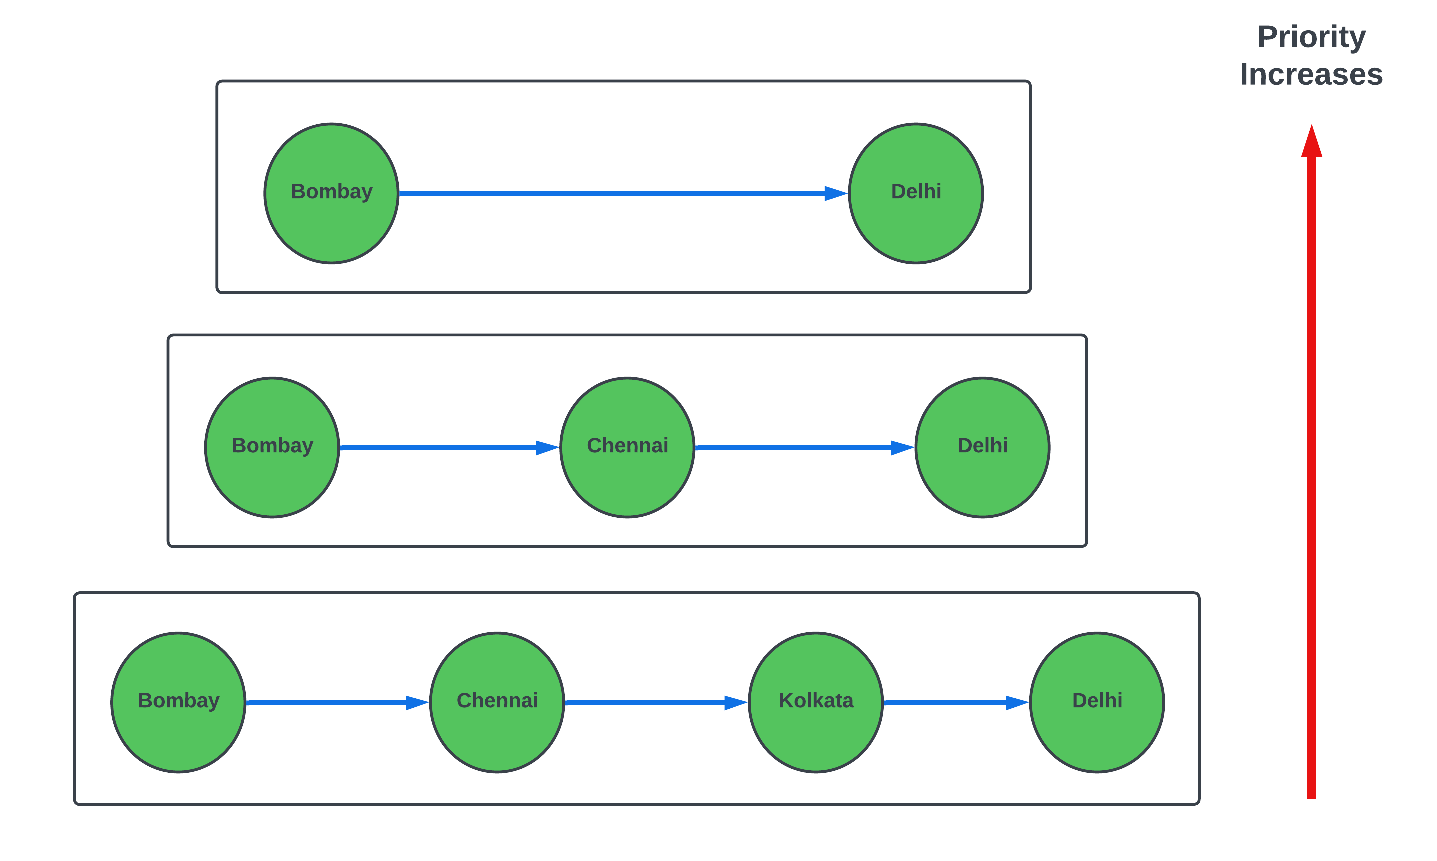 Priority
Increases
Bombay
Delhi
Bombay
Chennai
Delhi
Bombay
Chennai
Kolkata
Delhi